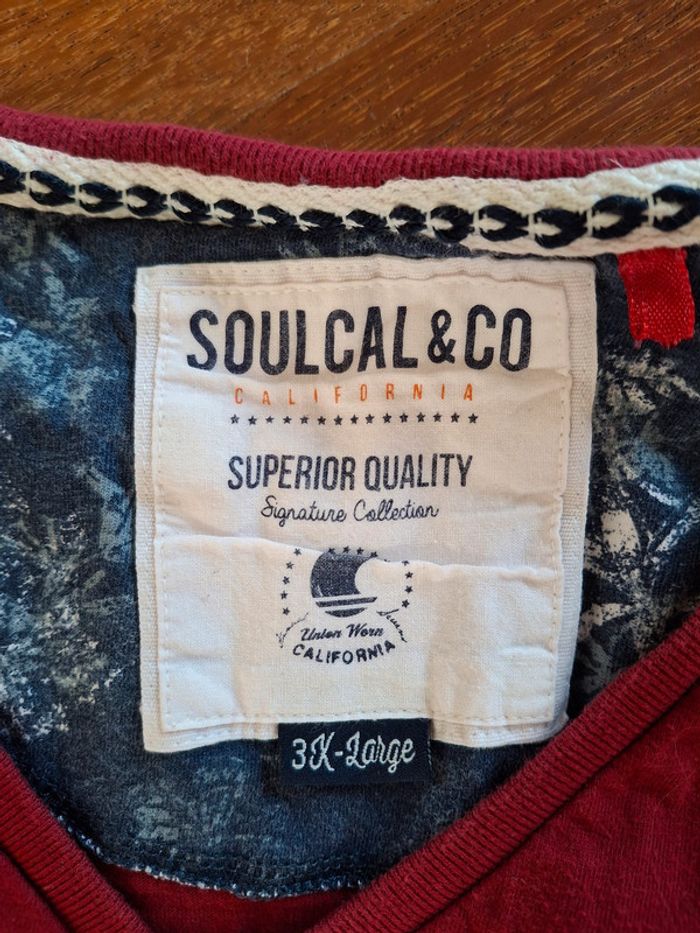 SOULCAL & CO
CALIFORNIA
SUPERIOR QUALITY
Signature Collection
Union Worn
CALIFORNIA
3X-Large